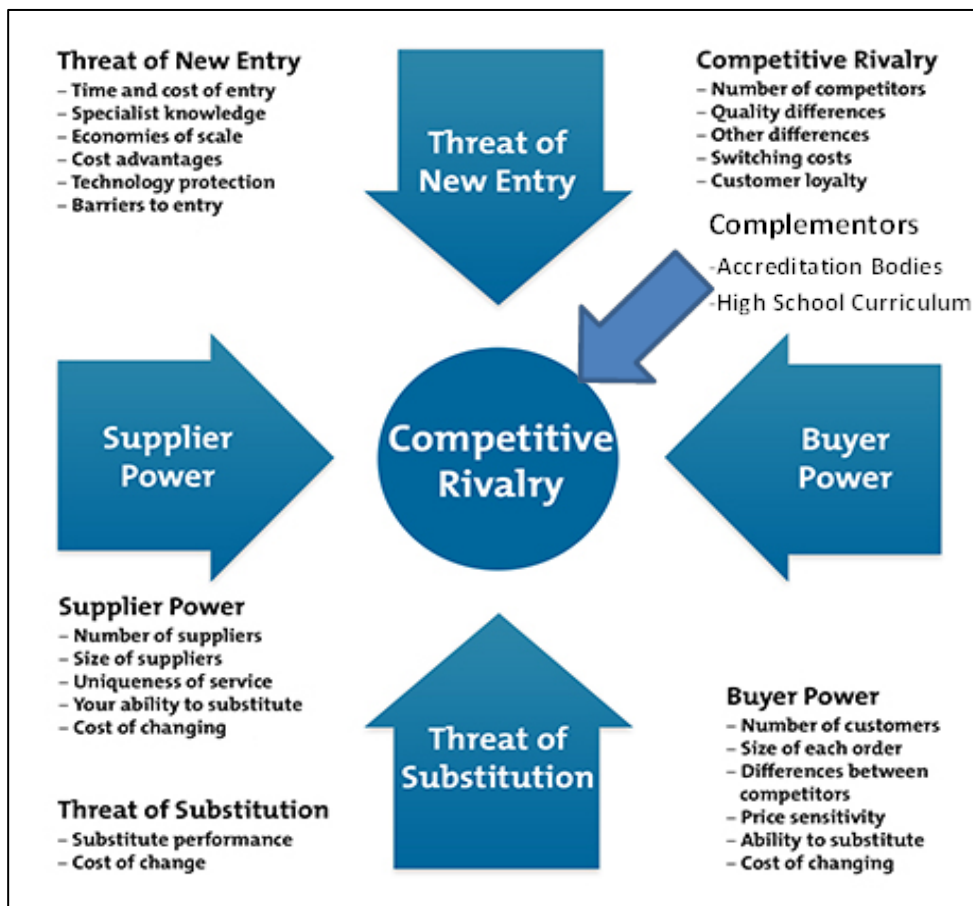 Threat of New Entry
– Time and cost of entry
– Specialist knowledge
– Economies of scale
– Cost advantages
– Technology protection
– Barriers to entry
Threat of
New Entry
Competitive Rivalry
– Number of competitors
– Quality differences
– Other differences
– Switching costs
– Customer loyalty
Complementors
-Accreditation Bodies
-High School Curriculum
Supplier
Power
Competitive
Rivalry
Buyer
Power
Supplier Power
– Number of suppliers
– Size of suppliers
– Uniqueness of service
– Your ability to substitute
– Cost of changing
Threat of Substitution
– Substitute performance
– Cost of change
Threat of
Substitution
Buyer Power
– Number of customers
– Size of each order
– Differences between
competitors
– Price sensitivity
– Ability to substitute
– Cost of changing